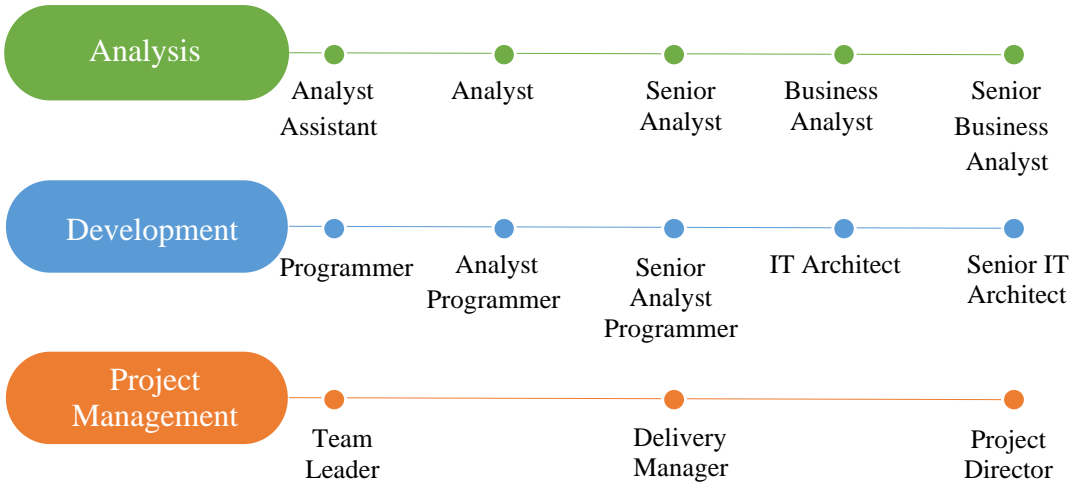 Analysis
Analyst
Assistant
Analyst
Senior
Analyst
Business
Analyst
Senior
Business
Analyst
Development
Programmer
Analyst
Programmer
Senior
Analyst
Programmer
IT Architect
Senior IT
Architect
Project
Management
Team
Leader
Delivery
Manager
Project
Director